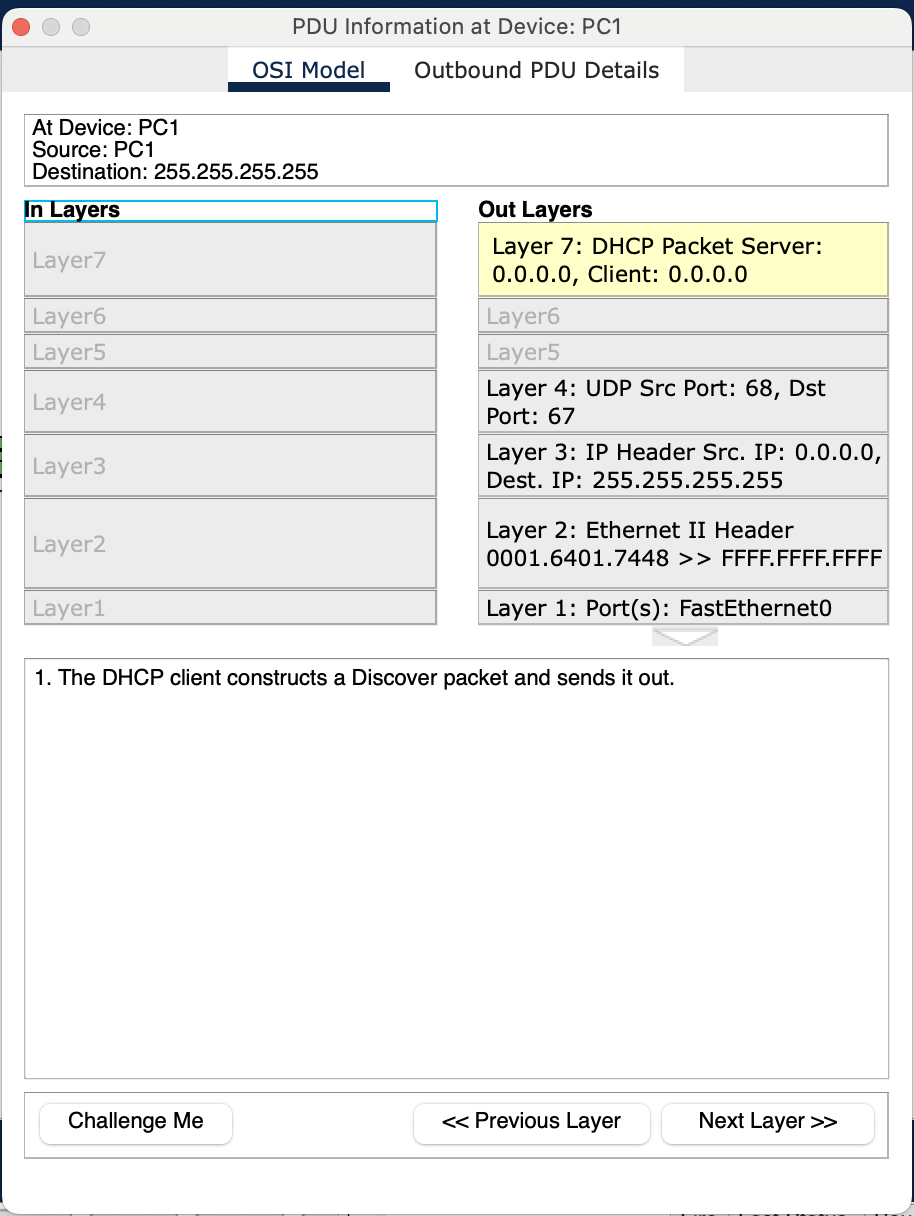 PDU Information at Device: PC1
OSI Model
Outbound PDU Details
At Device: PC1
Source: PC1
Destination: 255.255.255.255
In Layers
Layer7
Layer6
Layer5
Layer4
Layer3
Layer2
Layer1
Out Layers
Layer 7: DHCP Packet Server:
0.0.0.0, Client: 0.0.0.0
Layer6
Layer5
Layer 4: UDP Src Port: 68, Dst
Port: 67
Layer 3: IP Header Src. IP: 0.0.0.0,
Dest. IP: 255.255.255.255
Layer 2: Ethernet II Header
0001.6401.7448 >> FFFF.FFFF.FFFF
Layer 1: Port(s): FastEthernet0
1. The DHCP client constructs a Discover packet and sends it out.
Challenge Me
<< Previous Layer
Next Layer >>